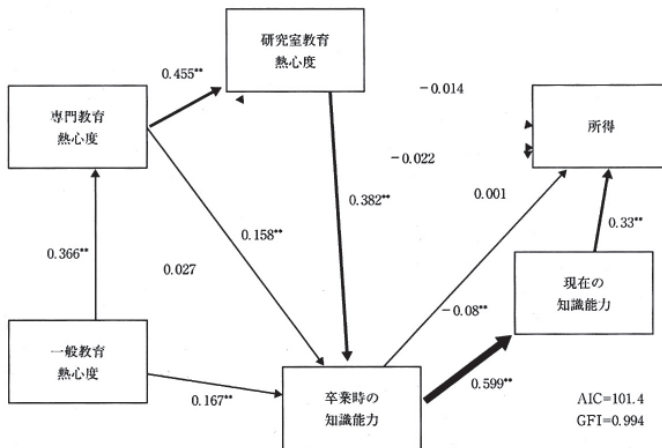 研究室教育
熱心度
0.455**
−0.014
専門教育
熱心度
所得
−0.022
0.382**
0.001
0.158**
0.33**
0.366**
0.027
現在の
知識能力
−0.08**
一般教育
熱心度
0.167**
卒業時の
知識能力
0.599**
AIC=101.4
GFI=0.994